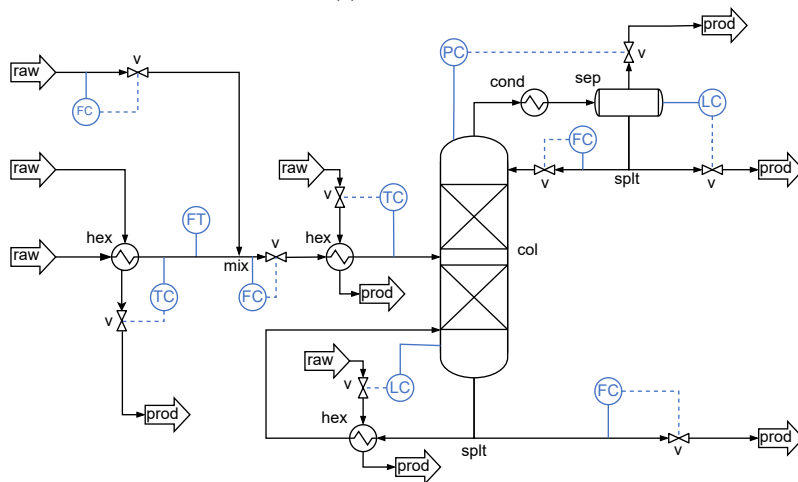 prod
v
PC
v
cond
sep
raw
FC
LC
FC
raw
raw
v
splt
prod
v
TC
v
FT
hex
v
hex
raw
col
mix
TC
FC
prod
v
raw
v
LC
FC
prod
hex
prod
splt
v
prod